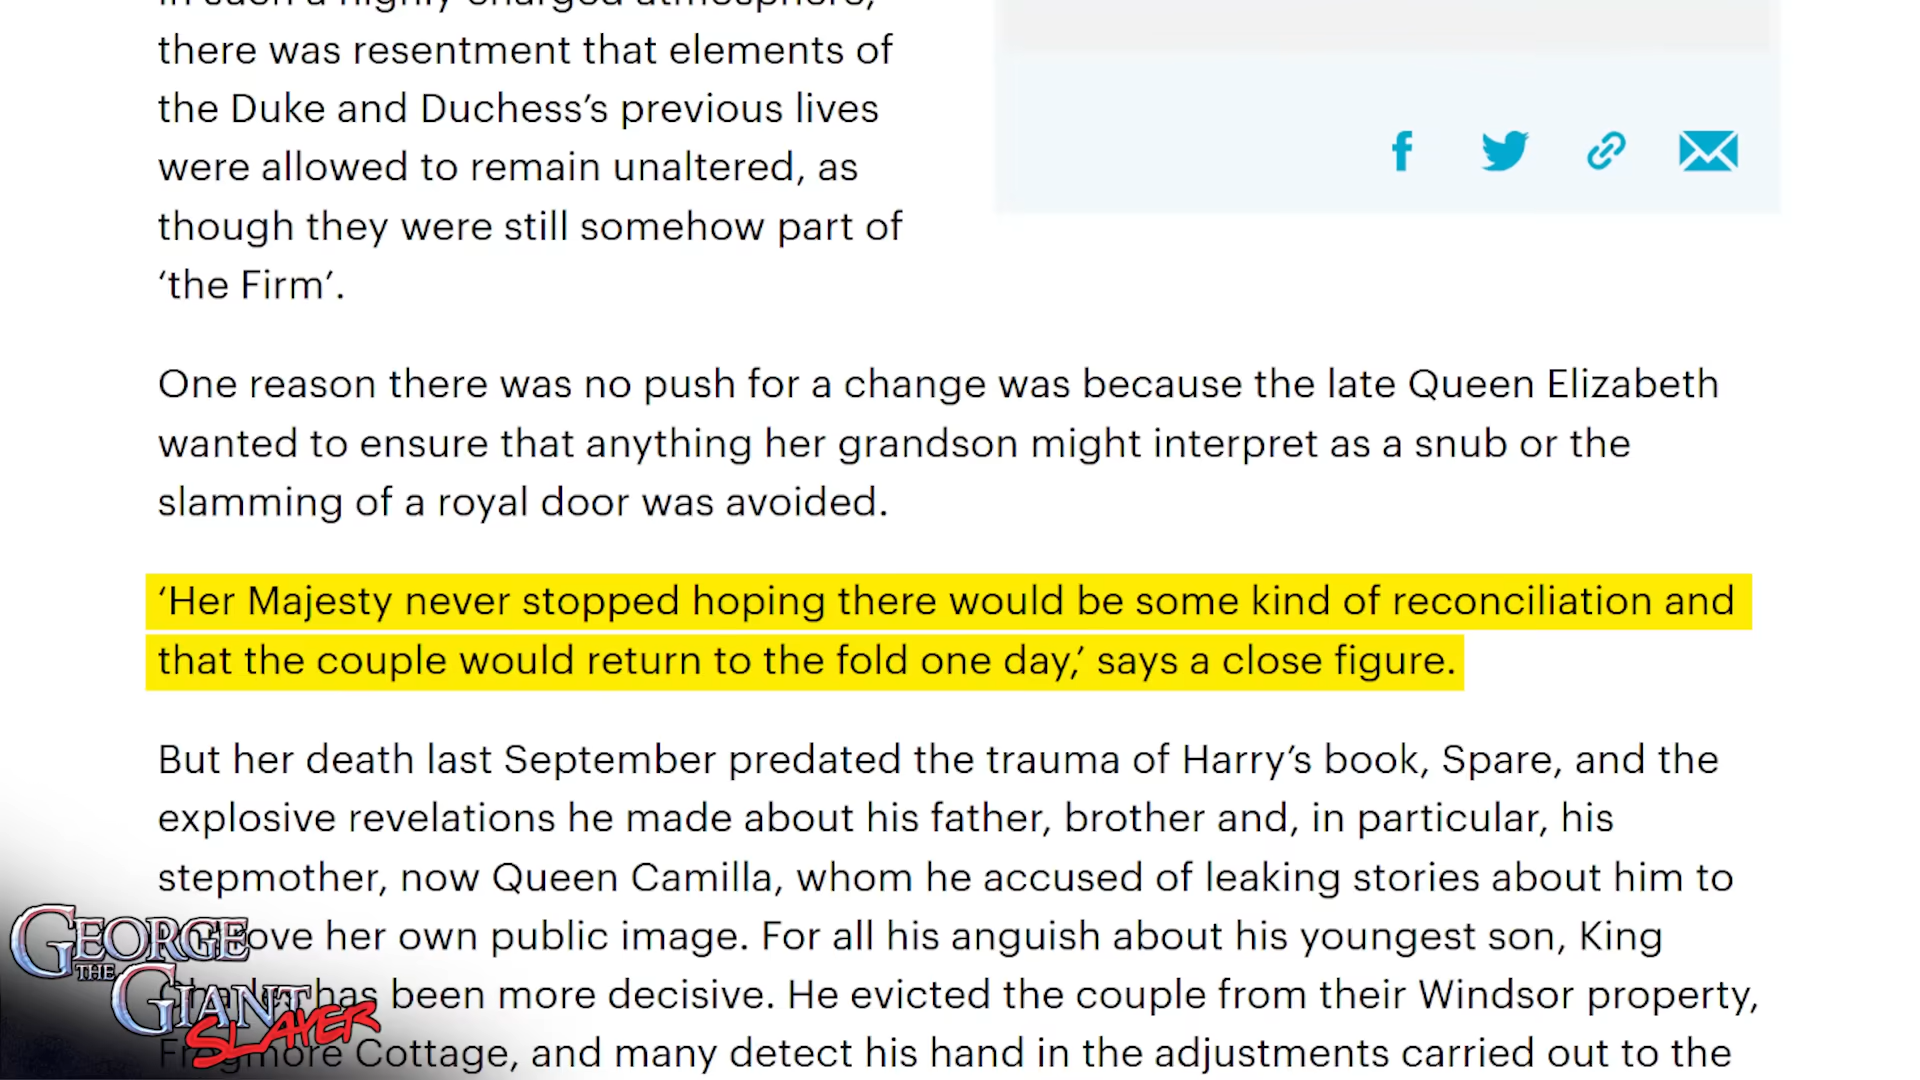 in such a highly charged atmosphere,
there was resentment that elements of
the Duke and Duchess’s previous lives
were allowed to remain unaltered, as
though they were still somehow part of
‘the Firm’.
One reason there was no push for a change was because the late Queen Elizabeth
wanted to ensure that anything her grandson might interpret as a snub or the
slamming of a royal door was avoided.
‘Her Majesty never stopped hoping there would be some kind of reconciliation and
that the couple would return to the fold one day,’ says a close figure.
But her death last September predated the trauma of Harry’s book, Spare, and the
explosive revelations he made about his father, brother and, in particular, his
stepmother, now Queen Camilla, whom he accused of leaking stories about him to
her own public image. For all his anguish about his youngest son, King
Charles has been more decisive. He evicted the couple from their Windsor property,
Frogmore Cottage, and many detect his hand in the adjustments carried out to the
GEORGE
THE
GIANT
SLAYER